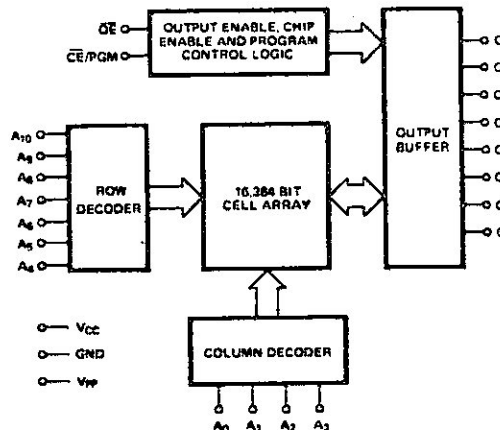 OE
OUTPUT ENABLE, CHIP
ENABLE AND PROGRAM
CONTROL LOGIC
CE/PGM
A10
A9
A8
A7
A6
A5
A4
ROW
DECODER
16,384 BIT
CELL ARRAY
OUTPUT
BUFFER
VCC
GND
VPP
COLUMN DECODER
A0 A1 A2 A3